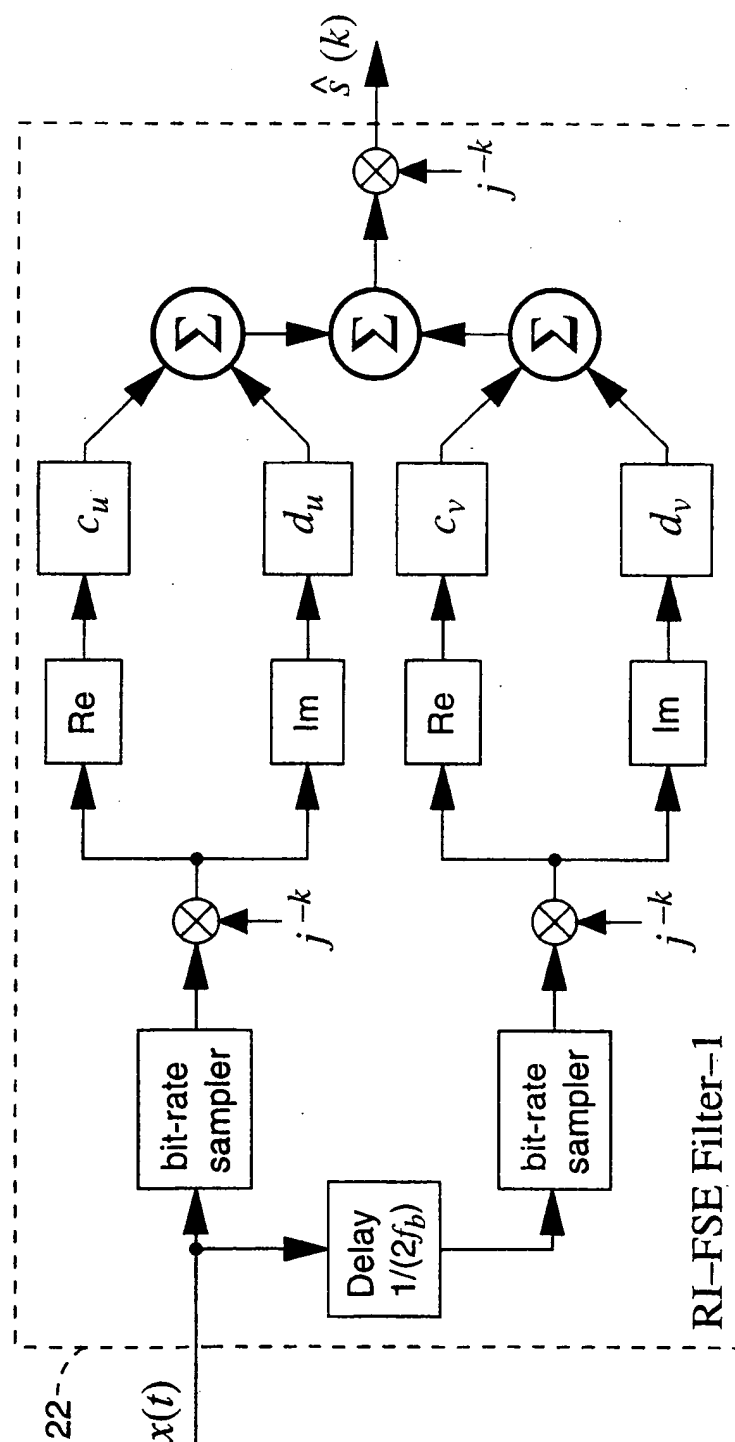 22
x(t)
bit-rate
sampler
j⁻ᵏ
Re
c_u
Im
d_u
Σ
Σ
Σ
j⁻ᵏ
ŝ (k)
Delay
1/(2f_b)
bit-rate
sampler
j⁻ᵏ
Re
c_v
Im
d_v
RI–FSE Filter–1